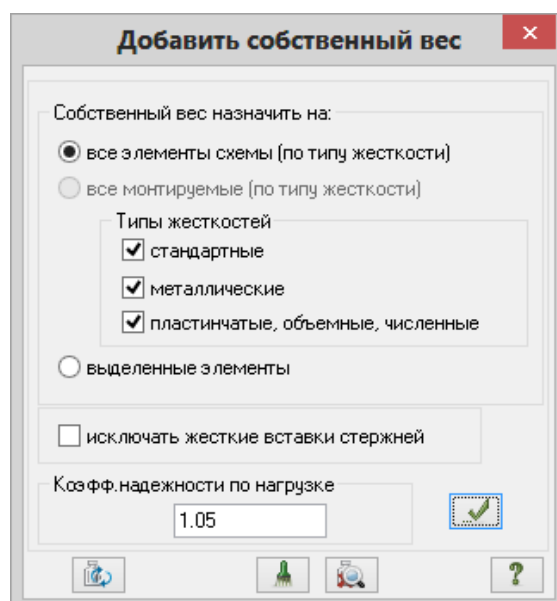 Добавить собственный вес
Собственный вес назначить на:
все элементы схемы (по типу жесткости)
все монтируемые (по типу жесткости)
Типы жесткостей
стандартные
металлические
пластинчатые, объемные, численные
выделенные элементы
исключать жесткие вставки стержней
Коэфф.надежности по нагрузке
1.05
?